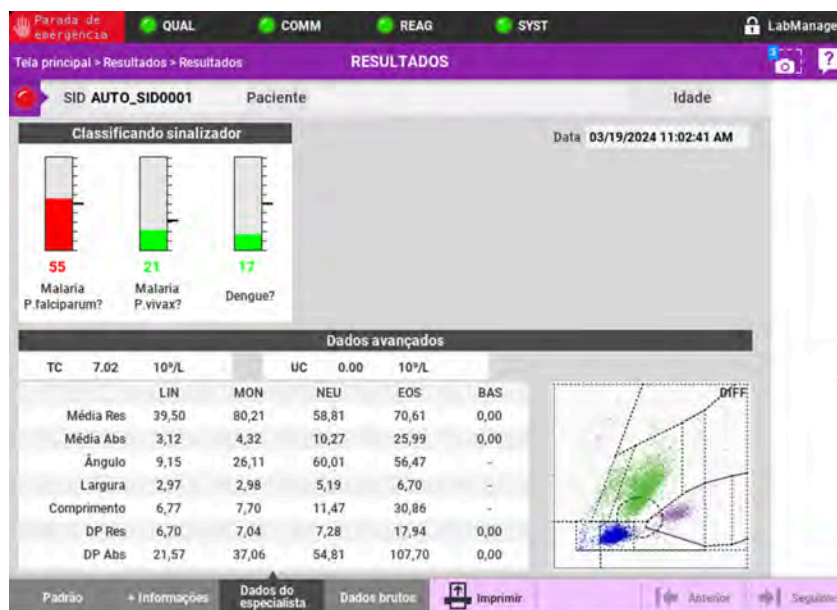 Parada de emergência QUAL COMM REAG SYST LabManage
Tela principal > Resultados > Resultados RESULTADOS 3 ?
SID AUTO_SID0001 Paciente Idade
Classificando sinalizador
Data 03/19/2024 11:02:41 AM
55 21 17
Malaria P.falciparum? Malaria P.vivax? Dengue?
Dados avançados
TC 7.02 10⁹/L UC 0.00 10⁹/L
LIN MON NEU EOS BAS
Média Res 39,50 80,21 58,81 70,61 0,00
Média Abs 3,12 4,32 10,27 25,99 0,00
Ângulo 9,15 26,11 60,01 56,47 -
Largura 2,97 2,98 5,19 6,70 -
Comprimento 6,77 7,70 11,47 30,86 -
DP Res 6,70 7,04 7,28 17,94 0,00
DP Abs 21,57 37,06 54,81 107,70 0,00
DIFF
Padrão + Informações Dados do especialista Dados brutos Imprimir Anterior Seguinte